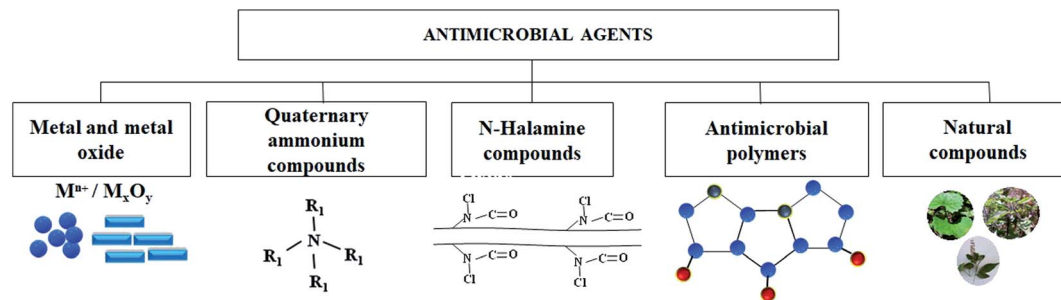 ANTIMICROBIAL AGENTS
Metal and metal
oxide
Quaternary
ammonium
compounds
N-Halamine
compounds
Antimicrobial
polymers
Natural
compounds
Mⁿ⁺ / MₓOᵧ
R₁
R₁ N R₁
R₁
Cl
N-C=O
Cl
N-C=O
N-C=O
Cl
N-C=O
Cl